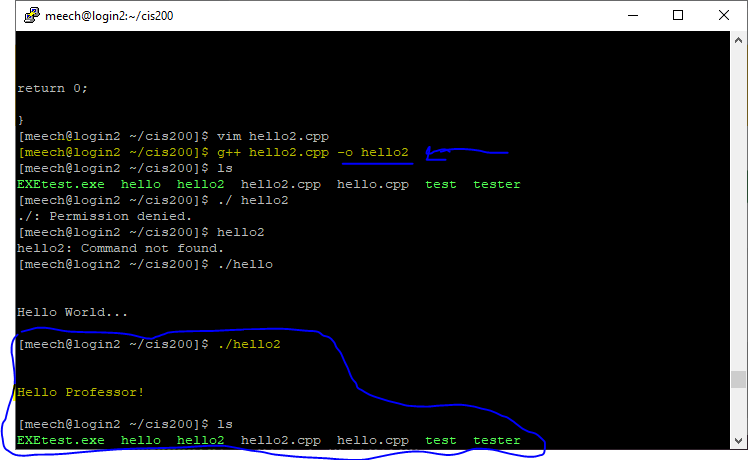 meech@login2:~/cis200
return 0;
}
[meech@login2 ~/cis200]$ vim hello2.cpp
[meech@login2 ~/cis200]$ g++ hello2.cpp -o hello2
[meech@login2 ~/cis200]$ ls
EXEtest.exe  hello  hello2  hello2.cpp  hello.cpp  test  tester
[meech@login2 ~/cis200]$ ./ hello2
./: Permission denied.
[meech@login2 ~/cis200]$ hello2
hello2: Command not found.
[meech@login2 ~/cis200]$ ./hello
Hello World...
[meech@login2 ~/cis200]$ ./hello2
Hello Professor!
[meech@login2 ~/cis200]$ ls
EXEtest.exe  hello  hello2  hello2.cpp  hello.cpp  test  tester